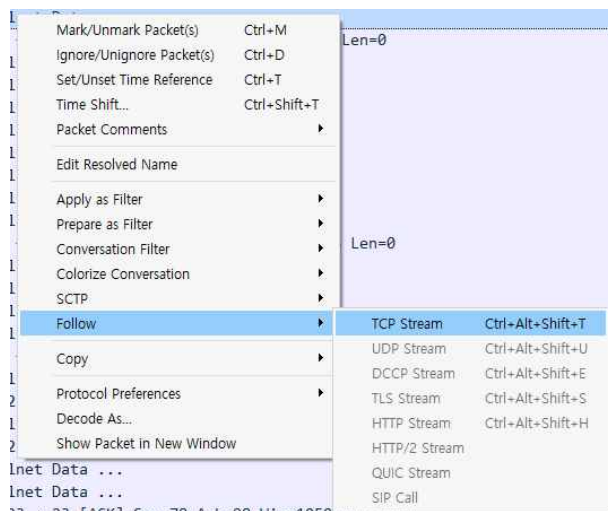 Mark/Unmark Packet(s) Ctrl+M
Len=0
Ignore/Unignore Packet(s) Ctrl+D
Set/Unset Time Reference Ctrl+T
Time Shift... Ctrl+Shift+T
Packet Comments
Edit Resolved Name
Apply as Filter
Prepare as Filter
Conversation Filter
Len=0
Colorize Conversation
SCTP
Follow
TCP Stream Ctrl+Alt+Shift+T
UDP Stream Ctrl+Alt+Shift+U
Copy
DCCP Stream Ctrl+Alt+Shift+E
Protocol Preferences
TLS Stream Ctrl+Alt+Shift+S
Decode As...
HTTP Stream Ctrl+Alt+Shift+H
Show Packet in New Window
HTTP/2 Stream
lnet Data ...
QUIC Stream
lnet Data ...
SIP Call